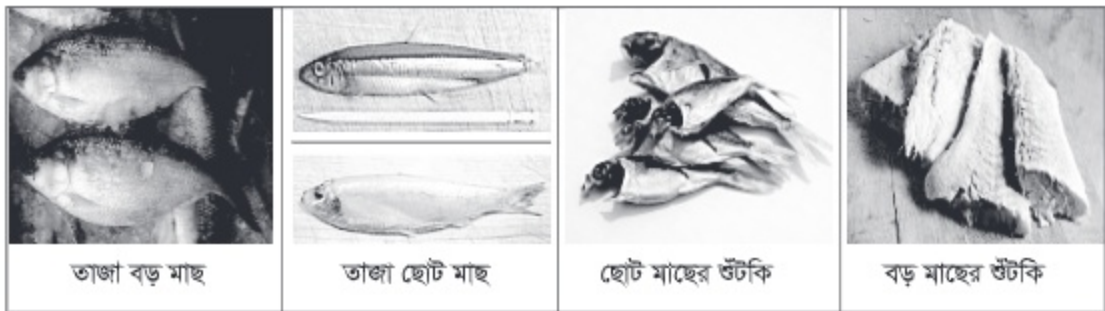 তাজা বড় মাছ
তাজা ছোট মাছ
ছোট মাছের শুঁটকি
বড় মাছের শুঁটকি